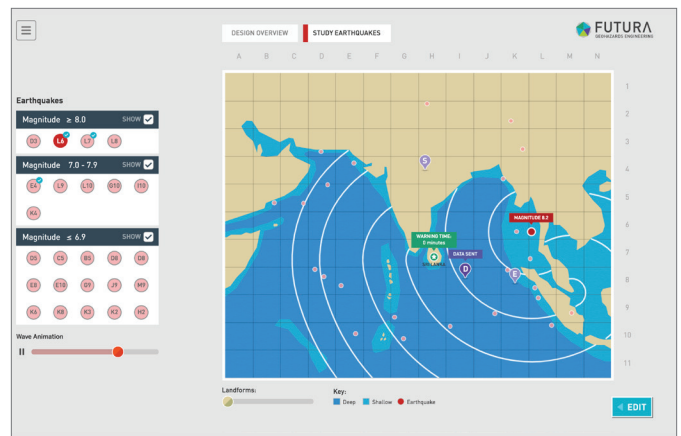 DESIGN OVERVIEW
STUDY EARTHQUAKES
FUTURA
GEOHAZARDS ENGINEERING
A B C D E F G H I J K L M N
Earthquakes
Magnitude ≥ 8.0 SHOW
D3 L6 L7 L8
Magnitude 7.0 - 7.9 SHOW
E4 L9 L10 G10 I10
K4
Magnitude ≤ 6.9 SHOW
D5 C5 B5 D8 D8
E8 E10 G9 J9 M9
K6 K8 K3 K2 H2
Wave Animation
1
2
3
4
5
6
7
8
9
10
11
S
MAGNITUDE 8.2
WARNING TIME:
0 minutes
DATA SENT
SRI LANKA
D
E
Landforms:
Key:
Deep Shallow Earthquake
EDIT